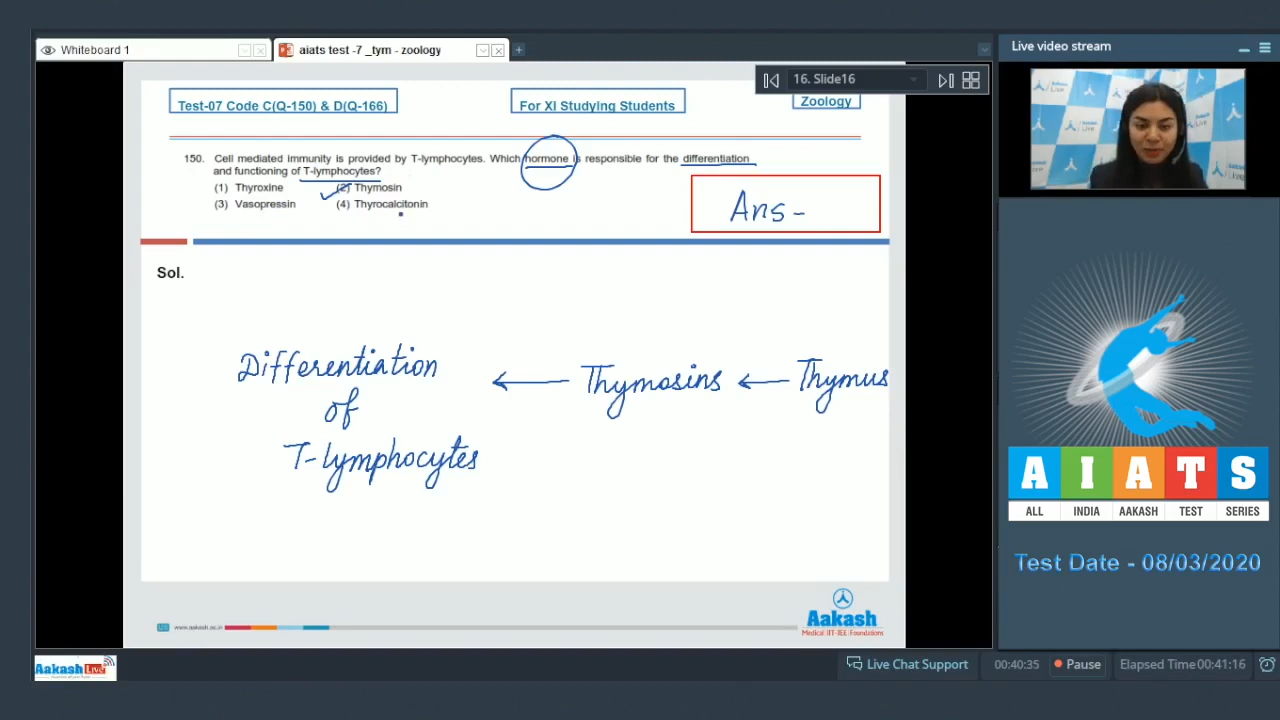 Whiteboard 1
aiats test -7 _tym - zoology
Live video stream
16. Slide16
Test-07 Code C(Q-150) & D(Q-166)
For XI Studying Students
Zoology
150. Cell mediated immunity is provided by T-lymphocytes. Which hormone is responsible for the differentiation
and functioning of T-lymphocytes?
(1) Thyroxine (2) Thymosin
(3) Vasopressin (4) Thyrocalcitonin
Ans -
Sol.
Differentiation
of
T-lymphocytes
Thymosins
Thymus
A I A T S
ALL INDIA AAKASH TEST SERIES
Test Date - 08/03/2020
www.aakash.ac.in
Aakash
Medical | IIT-JEE | Foundations
Aakash Live
Live Chat Support
00:40:35
Pause
Elapsed Time 00:41:16